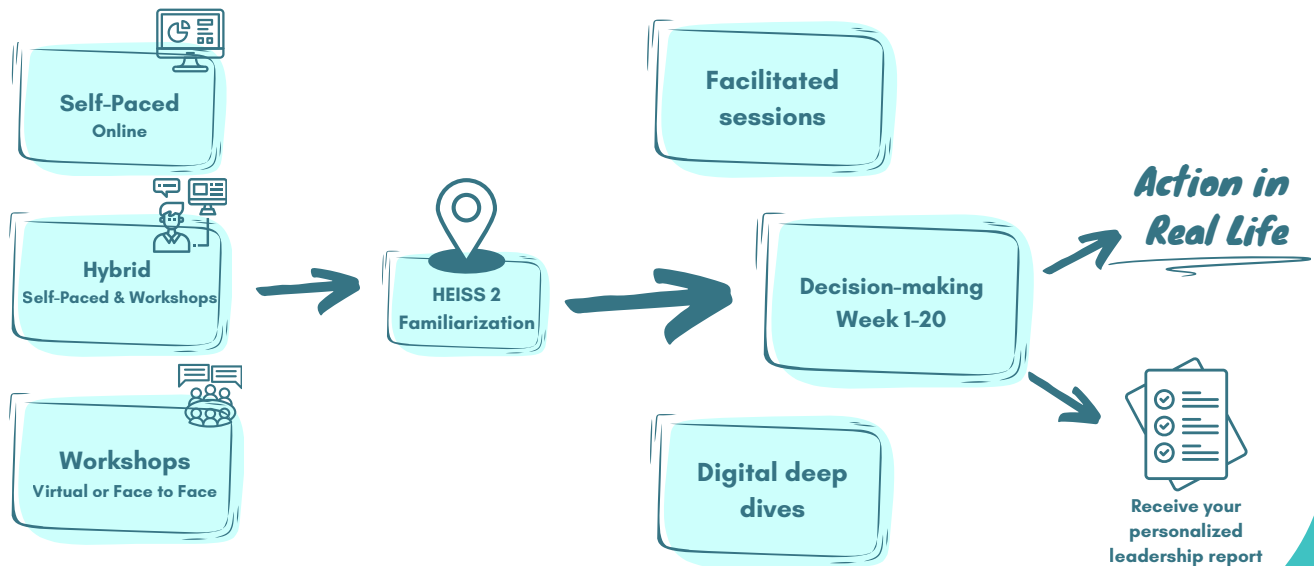 Self-Paced
Online
Hybrid
Self-Paced & Workshops
Workshops
Virtual or Face to Face
HEISS 2
Familiarization
Facilitated
sessions
Decision-making
Week 1-20
Digital deep
dives
Action in
Real Life
Receive your
personalized
leadership report